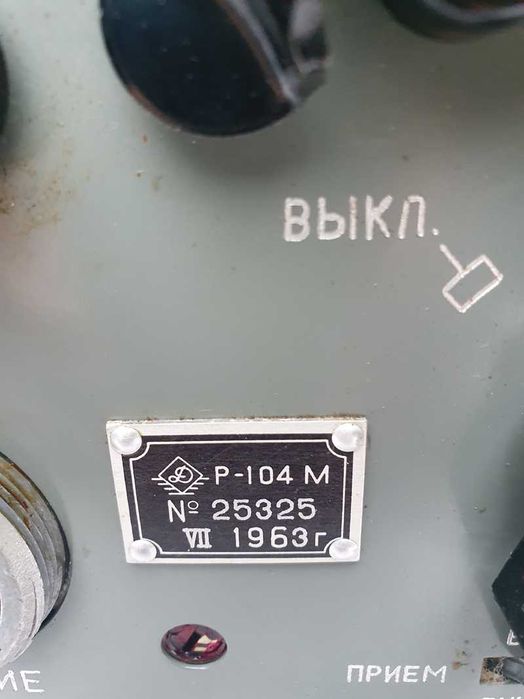 ВЫКЛ.
Р-104 М
№ 25325
VII 1963г
ПРИЕМ